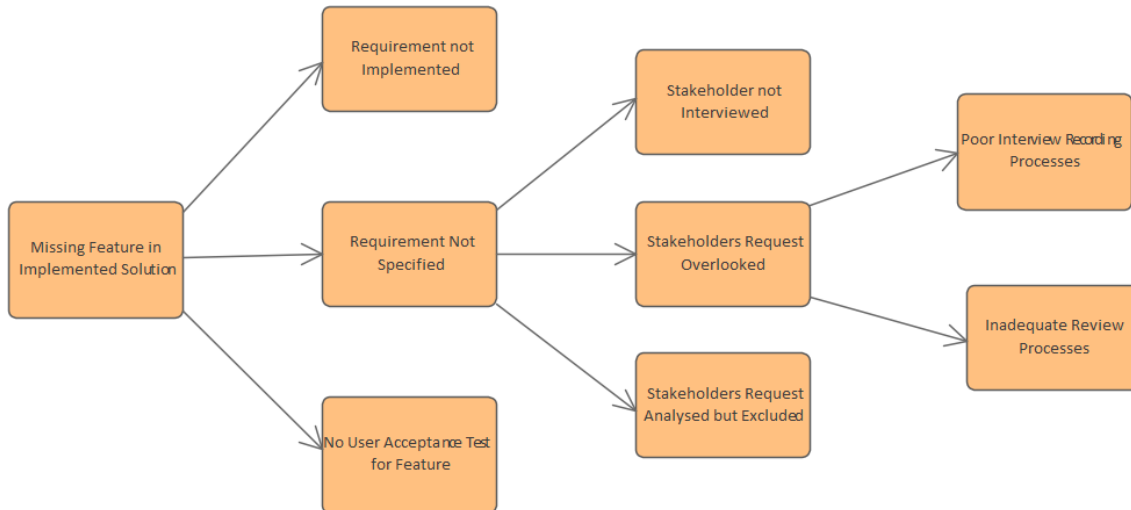 Requirement not
Implemented
Stakeholder not
Interviewed
Poor Interview Recording
Processes
Missing Feature in
Implemented Solution
Requirement Not
Specified
Stakeholders Request
Overlooked
Inadequate Review
Processes
Stakeholders Request
Analysed but Excluded
No User Acceptance Test
for Feature